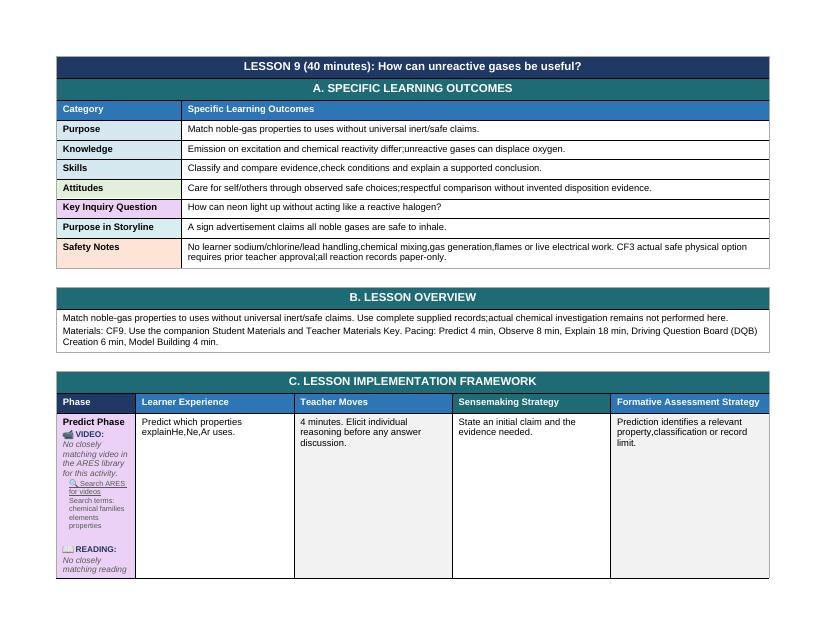 LESSON 9 (40 minutes): How can unreactive gases be useful?
A. SPECIFIC LEARNING OUTCOMES
Category Specific Learning Outcomes
Purpose Match noble-gas properties to uses without universal inert/safe claims.
Knowledge Emission on excitation and chemical reactivity differ;unreactive gases can displace oxygen.
Skills Classify and compare evidence,check conditions and explain a supported conclusion.
Attitudes Care for self/others through observed safe choices;respectful comparison without invented disposition evidence.
Key Inquiry Question How can neon light up without acting like a reactive halogen?
Purpose in Storyline A sign advertisement claims all noble gases are safe to inhale.
Safety Notes No learner sodium/chlorine/lead handling,chemical mixing,gas generation,flames or live electrical work. CF3 actual safe physical option
requires prior teacher approval;all reaction records paper-only.
B. LESSON OVERVIEW
Match noble-gas properties to uses without universal inert/safe claims. Use complete supplied records;actual chemical investigation remains not performed here.
Materials: CF9. Use the companion Student Materials and Teacher Materials Key. Pacing: Predict 4 min, Observe 8 min, Explain 18 min, Driving Question Board (DQB)
Creation 6 min, Model Building 4 min.
C. LESSON IMPLEMENTATION FRAMEWORK
Phase Learner Experience Teacher Moves Sensemaking Strategy Formative Assessment Strategy
Predict Phase
📹 VIDEO:
No closely
matching video in
the ARES library
for this activity.
🔍 Search ARES
for videos
Search terms:
chemical families
elements
properties
📖 READING:
No closely
matching reading
Predict which properties
explainHe,Ne,Ar uses.
4 minutes. Elicit individual
reasoning before any answer
discussion.
State an initial claim and the
evidence needed.
Prediction identifies a relevant
property,classification or record
limit.